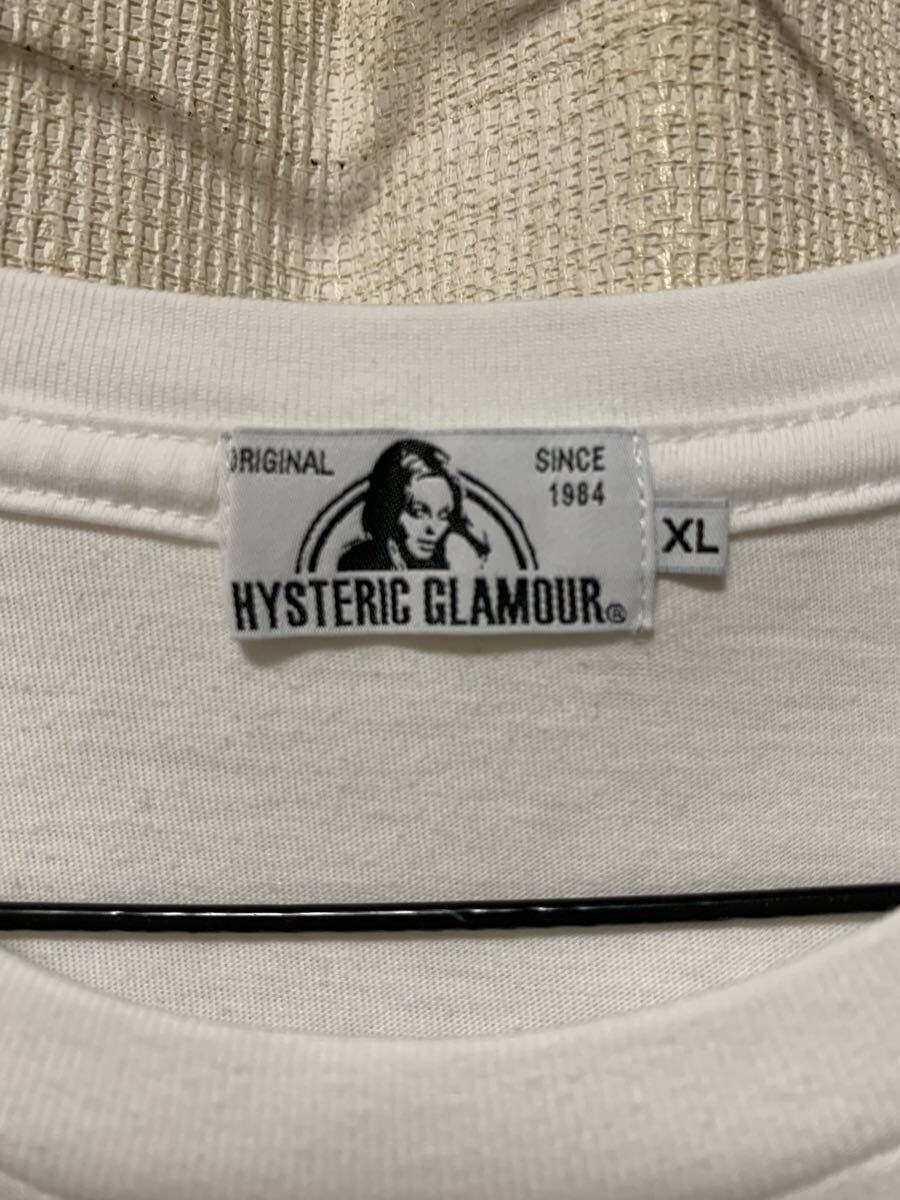 ORIGINAL
SINCE
1984
XL
HYSTERIC GLAMOUR®